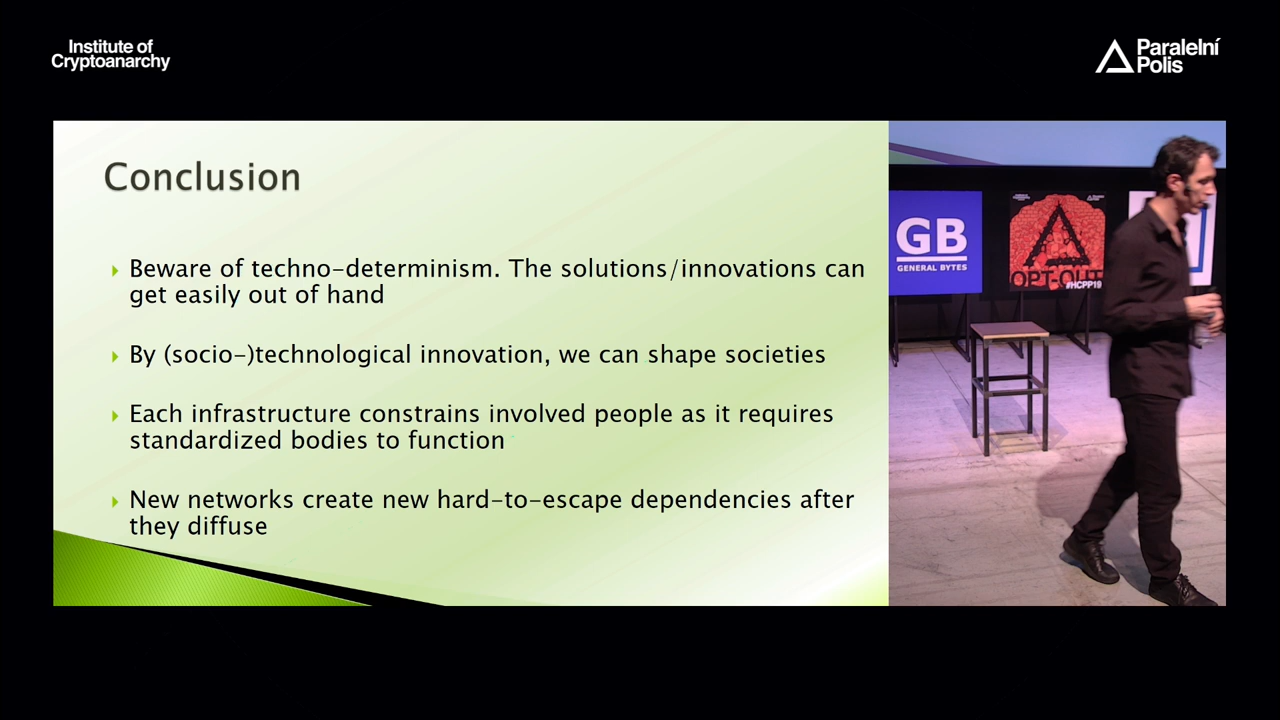 Institute of
Cryptoanarchy
Paralelní
Polis
Conclusion
Beware of techno-determinism. The solutions/innovations can
get easily out of hand
By (socio-)technological innovation, we can shape societies
Each infrastructure constrains involved people as it requires
standardized bodies to function
New networks create new hard-to-escape dependencies after
they diffuse
GB
GENERAL BYTES
OPT-OUT
#HCPP19